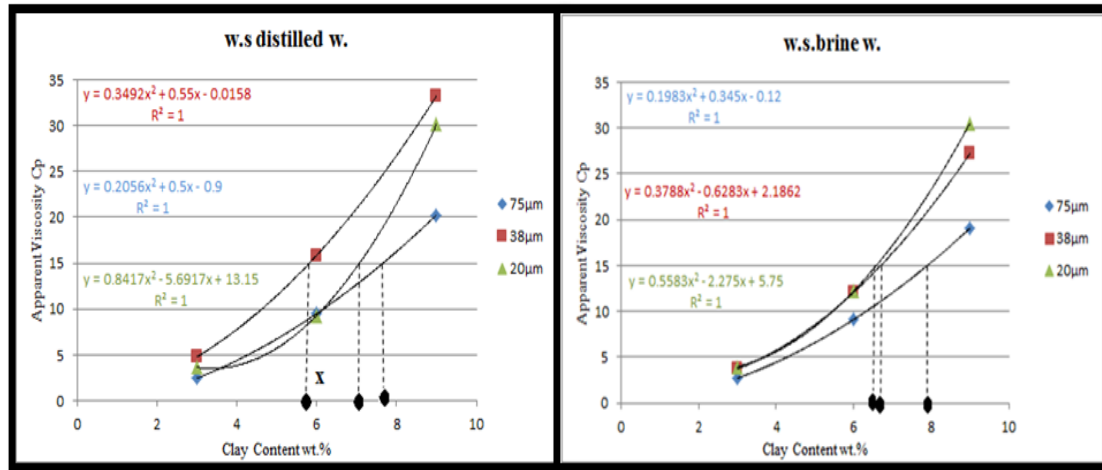 w.s distilled w.
35
30
25
20
15
10
5
0
Apparent Viscosity Cp
y = 0.3492x² + 0.55x - 0.0158
R² = 1
y = 0.2056x² + 0.5x - 0.9
R² = 1
y = 0.8417x² - 5.6917x + 13.15
R² = 1
75µm
38µm
20µm
X
0 2 4 6 8 10
Clay Content wt.%
w.s.brine w.
35
30
25
20
15
10
5
0
Apparent Viscosity Cp
y = 0.1983x² + 0.345x - 0.12
R² = 1
y = 0.3788x² - 0.6283x + 2.1862
R² = 1
y = 0.5583x² - 2.275x + 5.75
R² = 1
75µm
38µm
20µm
0 2 4 6 8 10
Clay Content wt.%